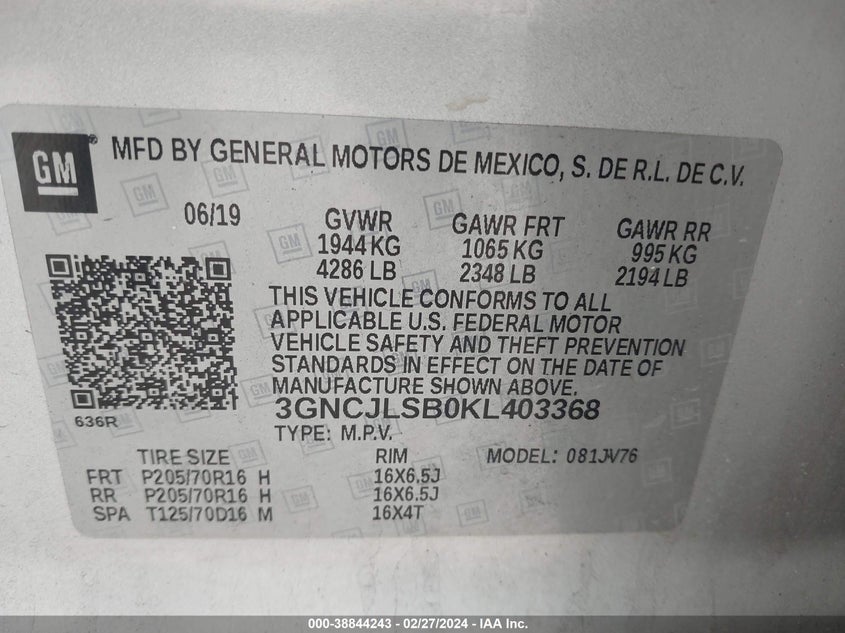 GM
MFD BY GENERAL MOTORS DE MEXICO, S. DE R.L. DE C.V.
06/19 GVWR GAWR FRT GAWR RR
1944 KG 1065 KG 995 KG
4286 LB 2348 LB 2194 LB
THIS VEHICLE CONFORMS TO ALL
APPLICABLE U.S. FEDERAL MOTOR
VEHICLE SAFETY AND THEFT PREVENTION
STANDARDS IN EFFECT ON THE DATE OF
MANUFACTURE SHOWN ABOVE.
3GNCJLSB0KL403368
636R
TYPE: M.P.V.
TIRE SIZE RIM MODEL: 081JV76
FRT P205/70R16 H 16X6.5J
RR P205/70R16 H 16X6.5J
SPA T125/70D16 M 16X4T
000-38844243 - 02/27/2024 - IAA Inc.